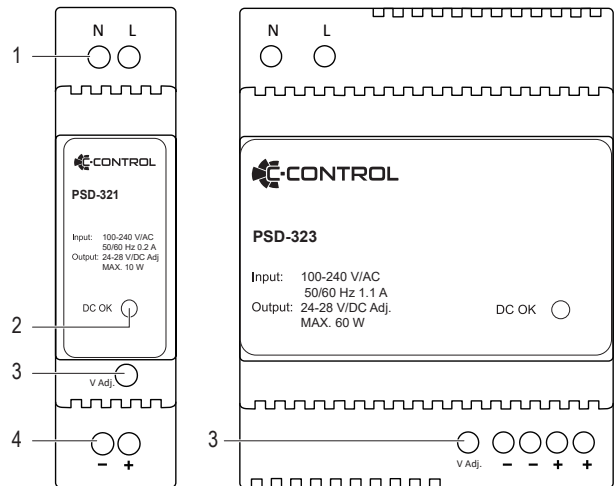 N L
1
C-CONTROL
PSD-321
Input: 100-240 V/AC
50/60 Hz 0.2 A
Output: 24-28 V/DC Adj
MAX. 10 W
DC OK
2
3
V Adj.
4
– +
N L
C-CONTROL
PSD-323
Input: 100-240 V/AC
50/60 Hz 1.1 A
Output: 24-28 V/DC Adj.
MAX. 60 W
DC OK
3
V Adj. – – + +